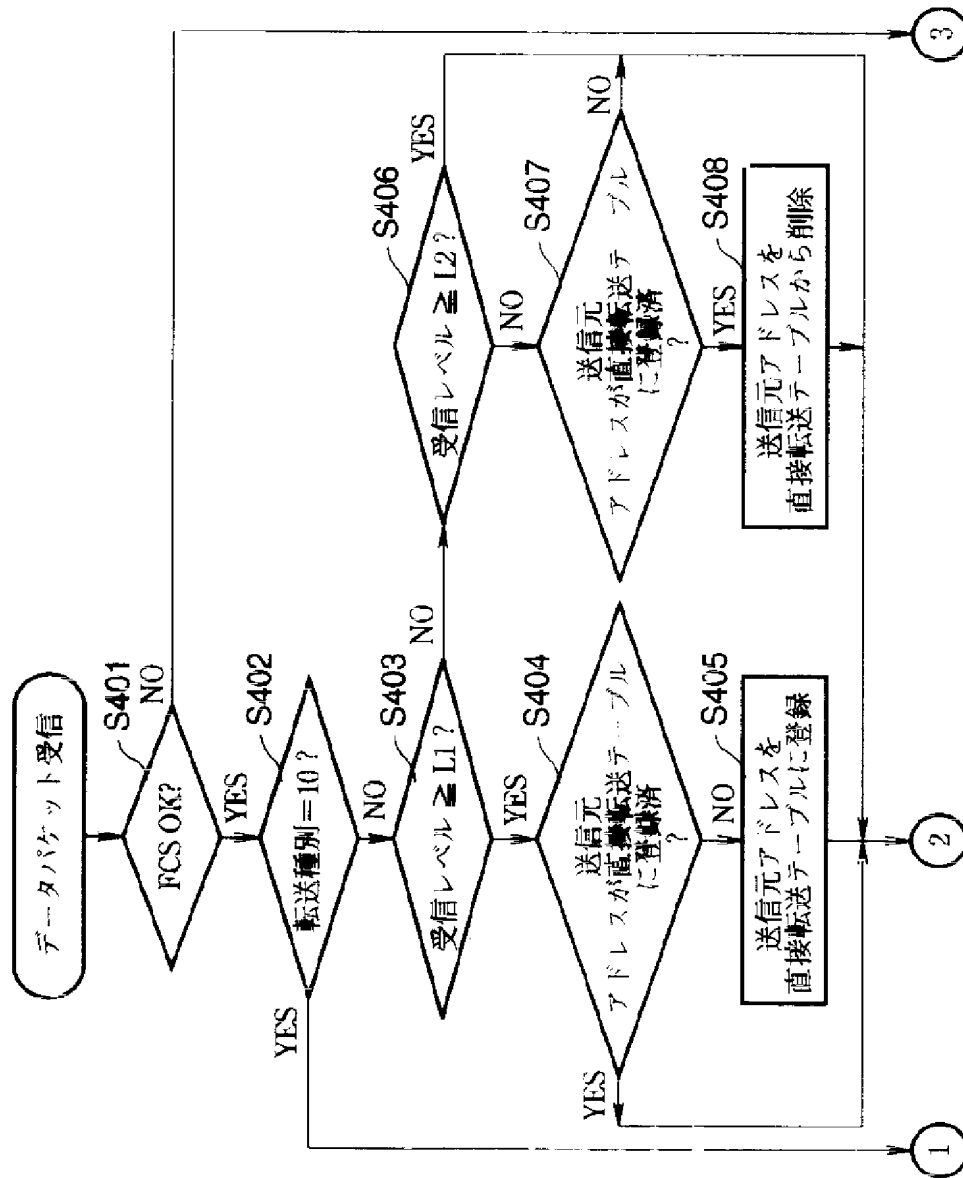 データパケット受信
S401
FCS OK?
NO
YES
S402
転送種別=10?
YES
NO
S403
受信レベル≧L1?
NO
YES
S404
送信元
アドレスが直接転送テーブル
に登録済
?
YES
NO
S405
送信元アドレスを
直接転送テーブルに登録
S406
受信レベル≧L2?
YES
NO
S407
送信元
アドレスが直接転送テーブル
に登録済
?
NO
YES
S408
送信元アドレスを
直接転送テーブルから削除
1
2
3